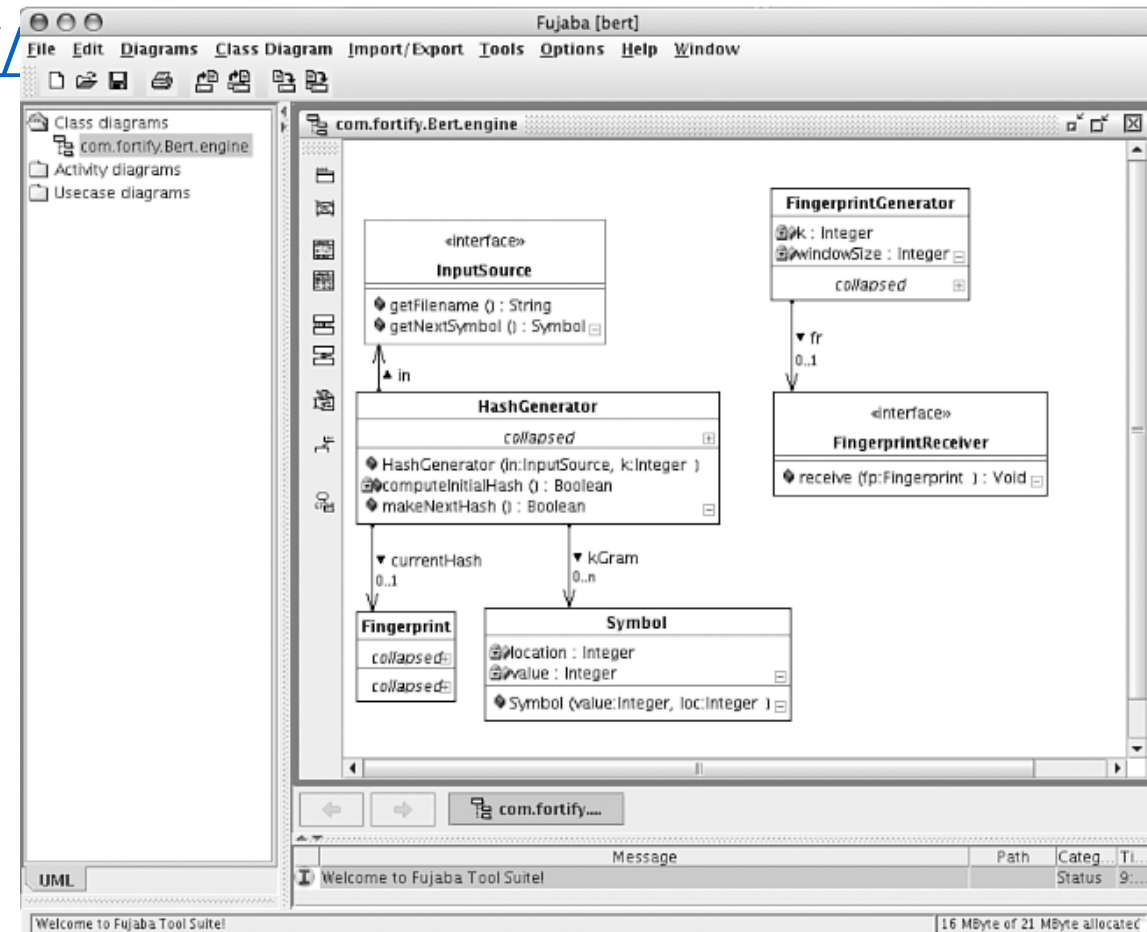 Fujaba [bert]
File Edit Diagrams Class Diagram Import/Export Tools Options Help Window
Class diagrams
com.fortify.Bert.engine
Activity diagrams
Usecase diagrams
UML
com.fortify.Bert.engine
«interface»
InputSource
getFilename () : String
getNextSymbol () : Symbol
▲ in
HashGenerator
collapsed
HashGenerator (in:InputSource, k:Integer )
computeInitialHash () : Boolean
makeNextHash () : Boolean
▼ currentHash
0..1
▼ kGram
0..n
Fingerprint
collapsed
collapsed
Symbol
location : Integer
value : Integer
Symbol (value:Integer, loc:Integer )
FingerprintGenerator
k : Integer
windowSize : Integer
collapsed
▼ fr
0..1
«interface»
FingerprintReceiver
receive (fp:Fingerprint ) : Void
com.fortify....
Message Path Categ... Ti...
Welcome to Fujaba Tool Suite! Status 9:...
Welcome to Fujaba Tool Suite! 16 MByte of 21 MByte allocated